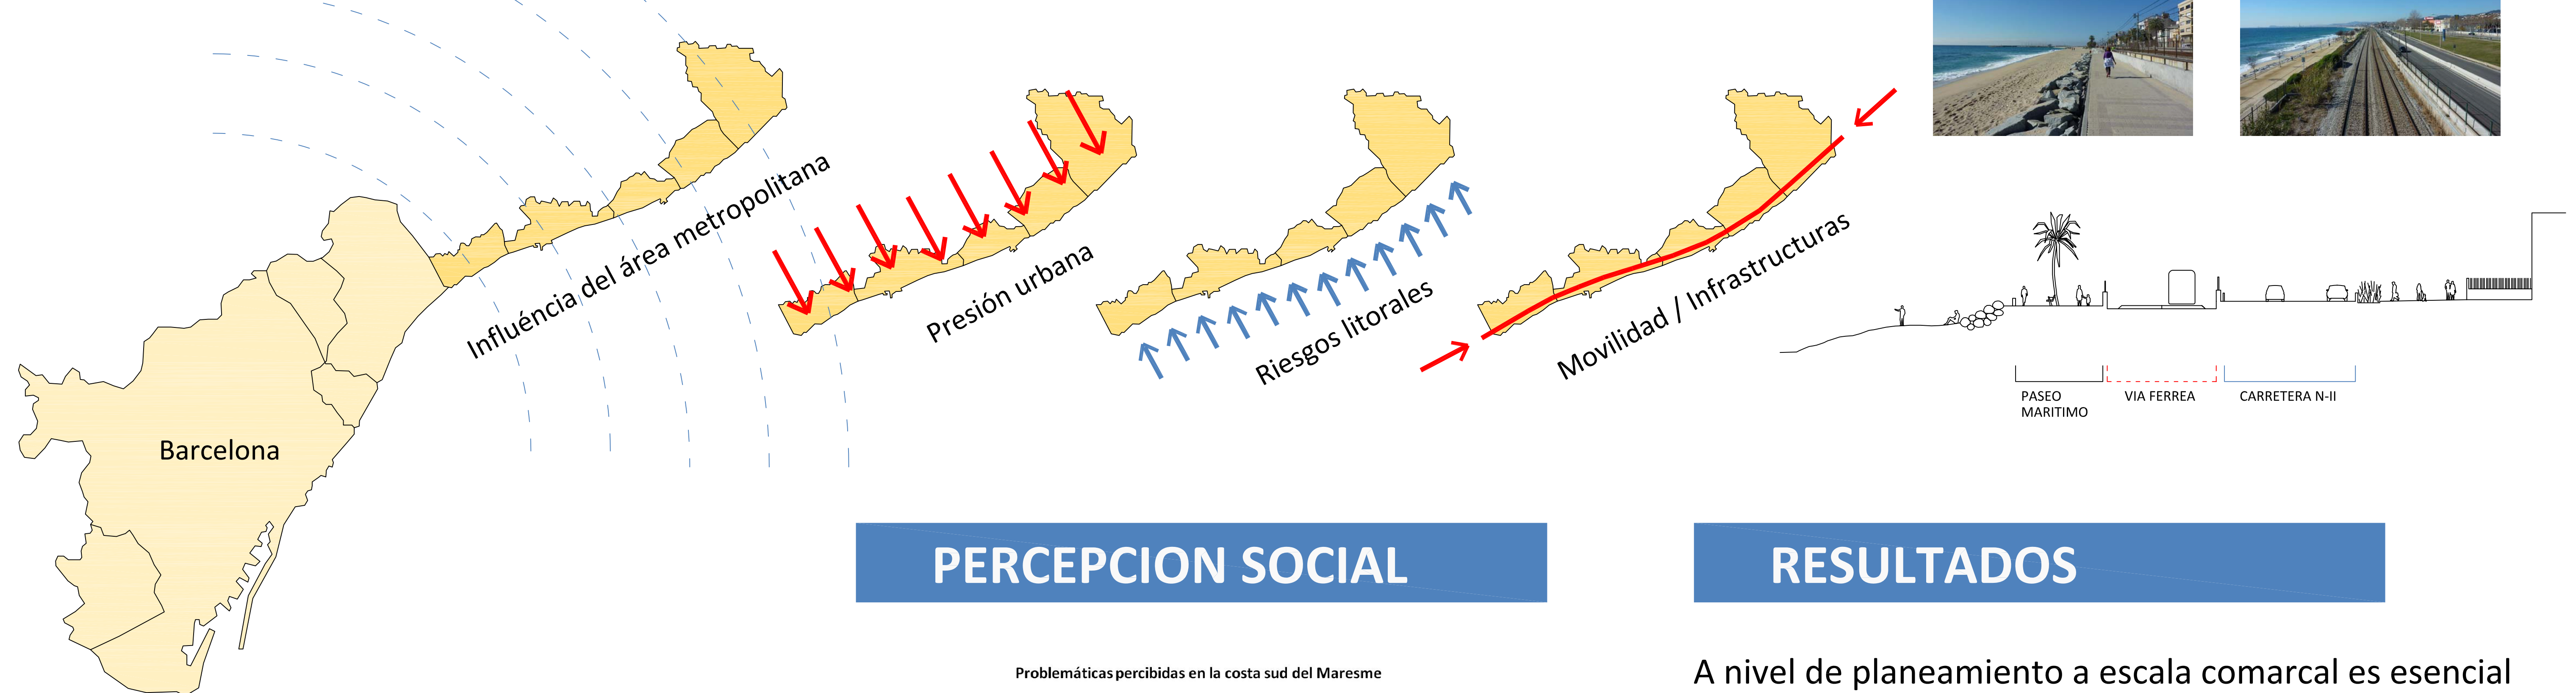 Influéncia del área metropolitana
Presión urbana
Riesgos litorales
Movilidad / Infrastructuras
PASEO
MARITIMO
VIA FERREA
CARRETERA N-II
Barcelona
PERCEPCION SOCIAL
RESULTADOS
Problemáticas percibidas en la costa sud del Maresme
A nivel de planeamiento a escala comarcal es esencial